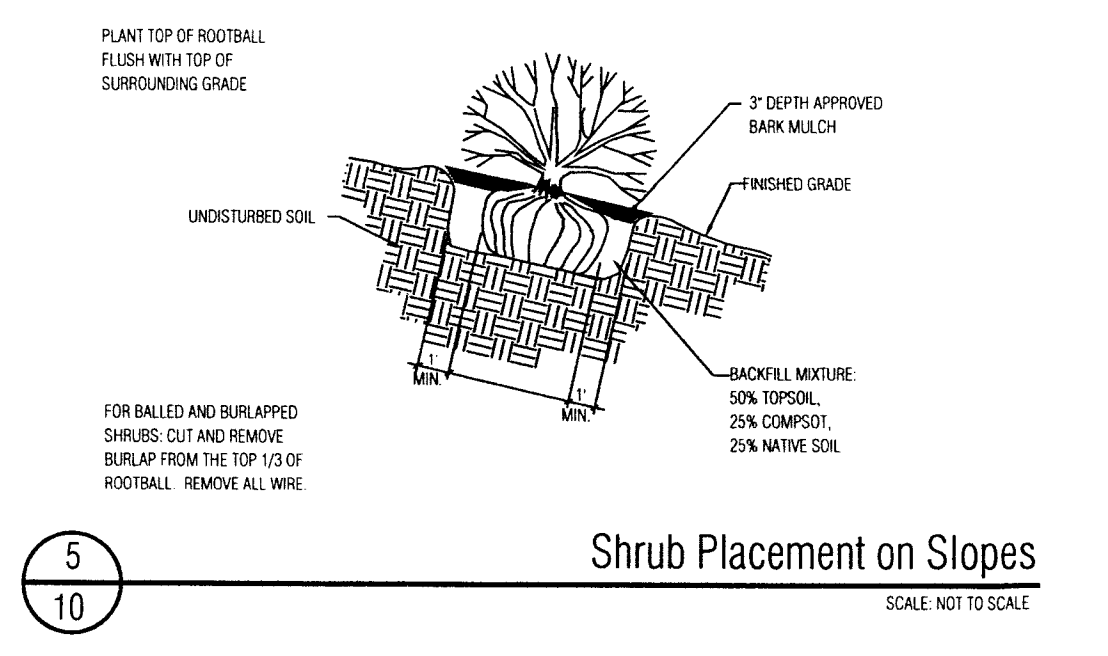 PLANT TOP OF ROOTBALL
FLUSH WITH TOP OF
SURROUNDING GRADE
3" DEPTH APPROVED
BARK MULCH
FINISHED GRADE
UNDISTURBED SOIL
1'
MIN.
1'
MIN.
BACKFILL MIXTURE:
50% TOPSOIL,
25% COMPSOT,
25% NATIVE SOIL
FOR BALLED AND BURLAPPED
SHRUBS: CUT AND REMOVE
BURLAP FROM THE TOP 1/3 OF
ROOTBALL. REMOVE ALL WIRE.
5
10
Shrub Placement on Slopes
SCALE: NOT TO SCALE